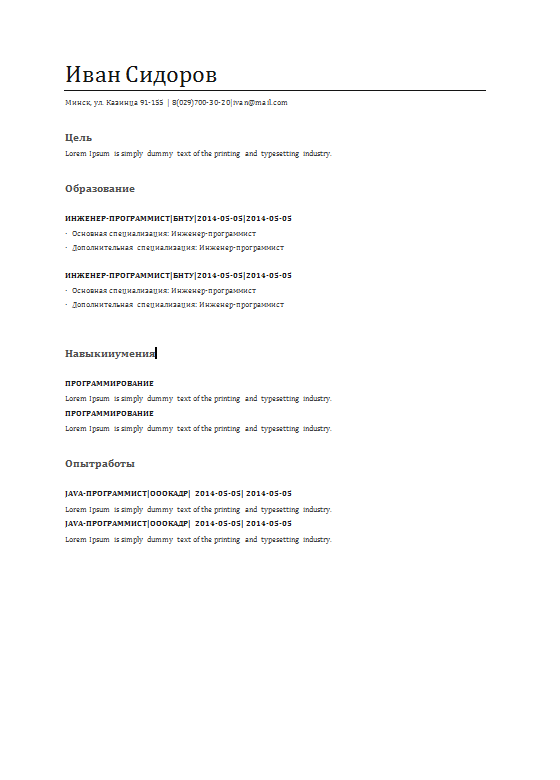 Иван Сидоров
Минск, ул. Казинца 91-155 | 8(029)700-30-20|ivan@mail.com
Цель
Lorem Ipsum is simply dummy text of the printing and typesetting industry.
Образование
ИНЖЕНЕР-ПРОГРАММИСТ|БНТУ|2014-05-05|2014-05-05
· Основная специализация: Инженер-программист
· Дополнительная специализация: Инженер-программист
ИНЖЕНЕР-ПРОГРАММИСТ|БНТУ|2014-05-05|2014-05-05
· Основная специализация: Инженер-программист
· Дополнительная специализация: Инженер-программист
Навыкииумения
ПРОГРАММИРОВАНИЕ
Lorem Ipsum is simply dummy text of the printing and typesetting industry.
ПРОГРАММИРОВАНИЕ
Lorem Ipsum is simply dummy text of the printing and typesetting industry.
Опытработы
JAVA-ПРОГРАММИСТ|ОООКАДР| 2014-05-05| 2014-05-05
Lorem Ipsum is simply dummy text of the printing and typesetting industry.
JAVA-ПРОГРАММИСТ|ОООКАДР| 2014-05-05| 2014-05-05
Lorem Ipsum is simply dummy text of the printing and typesetting industry.